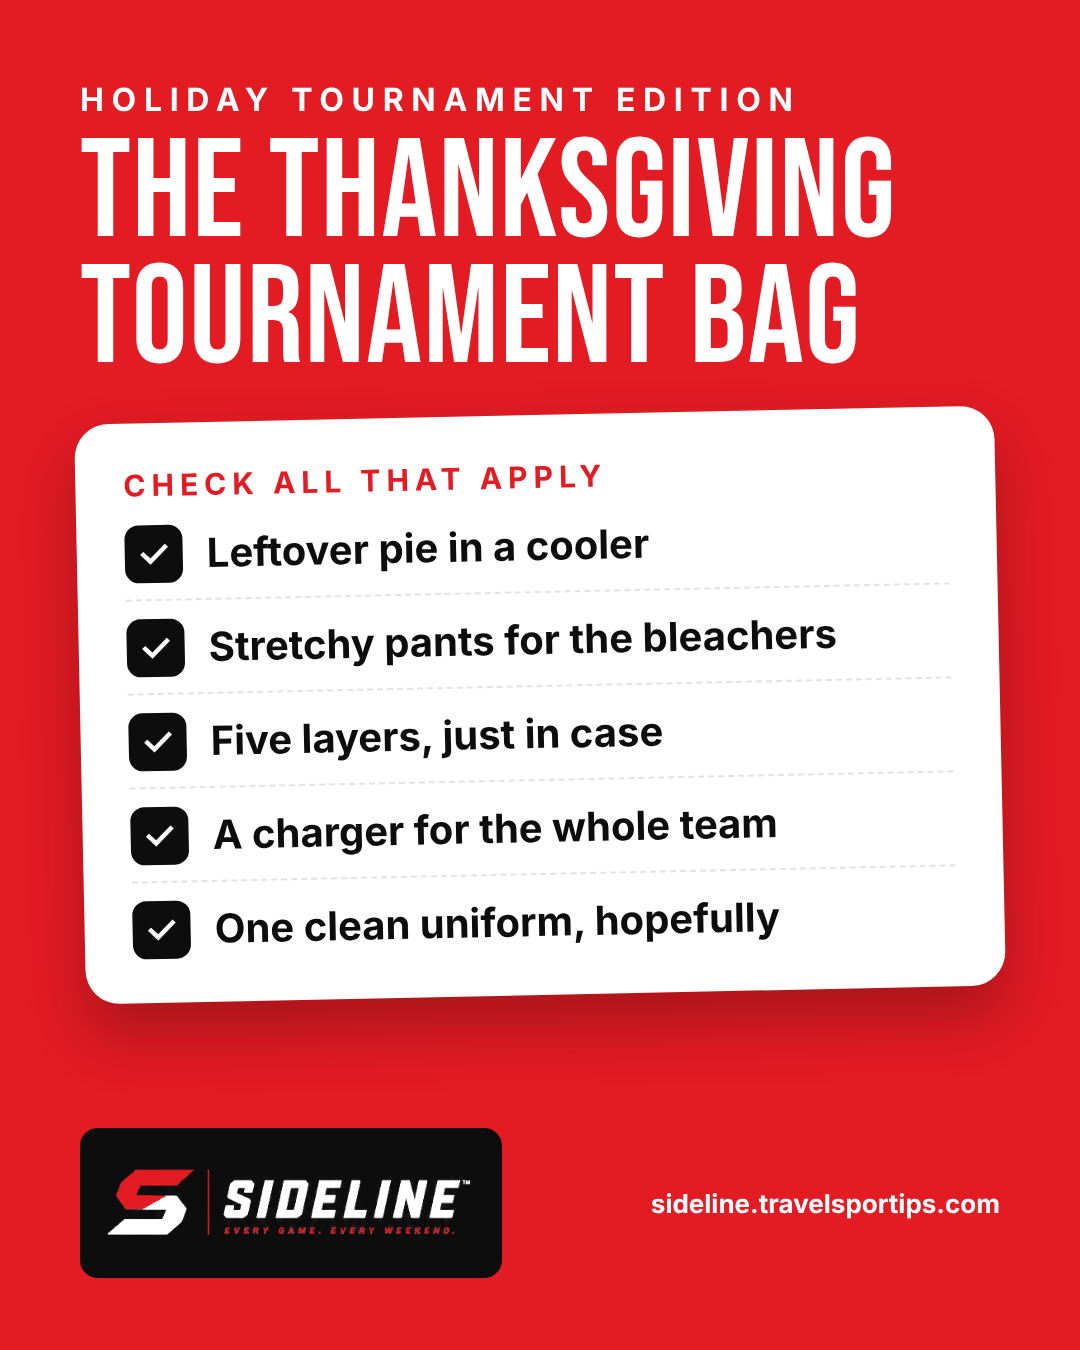 HOLIDAY TOURNAMENT EDITION
THE THANKSGIVING
TOURNAMENT BAG
CHECK ALL THAT APPLY
Leftover pie in a cooler
Stretchy pants for the bleachers
Five layers, just in case
A charger for the whole team
One clean uniform, hopefully
SIDELINE™
EVERY GAME. EVERY WEEKEND.
sideline.travelsportips.com